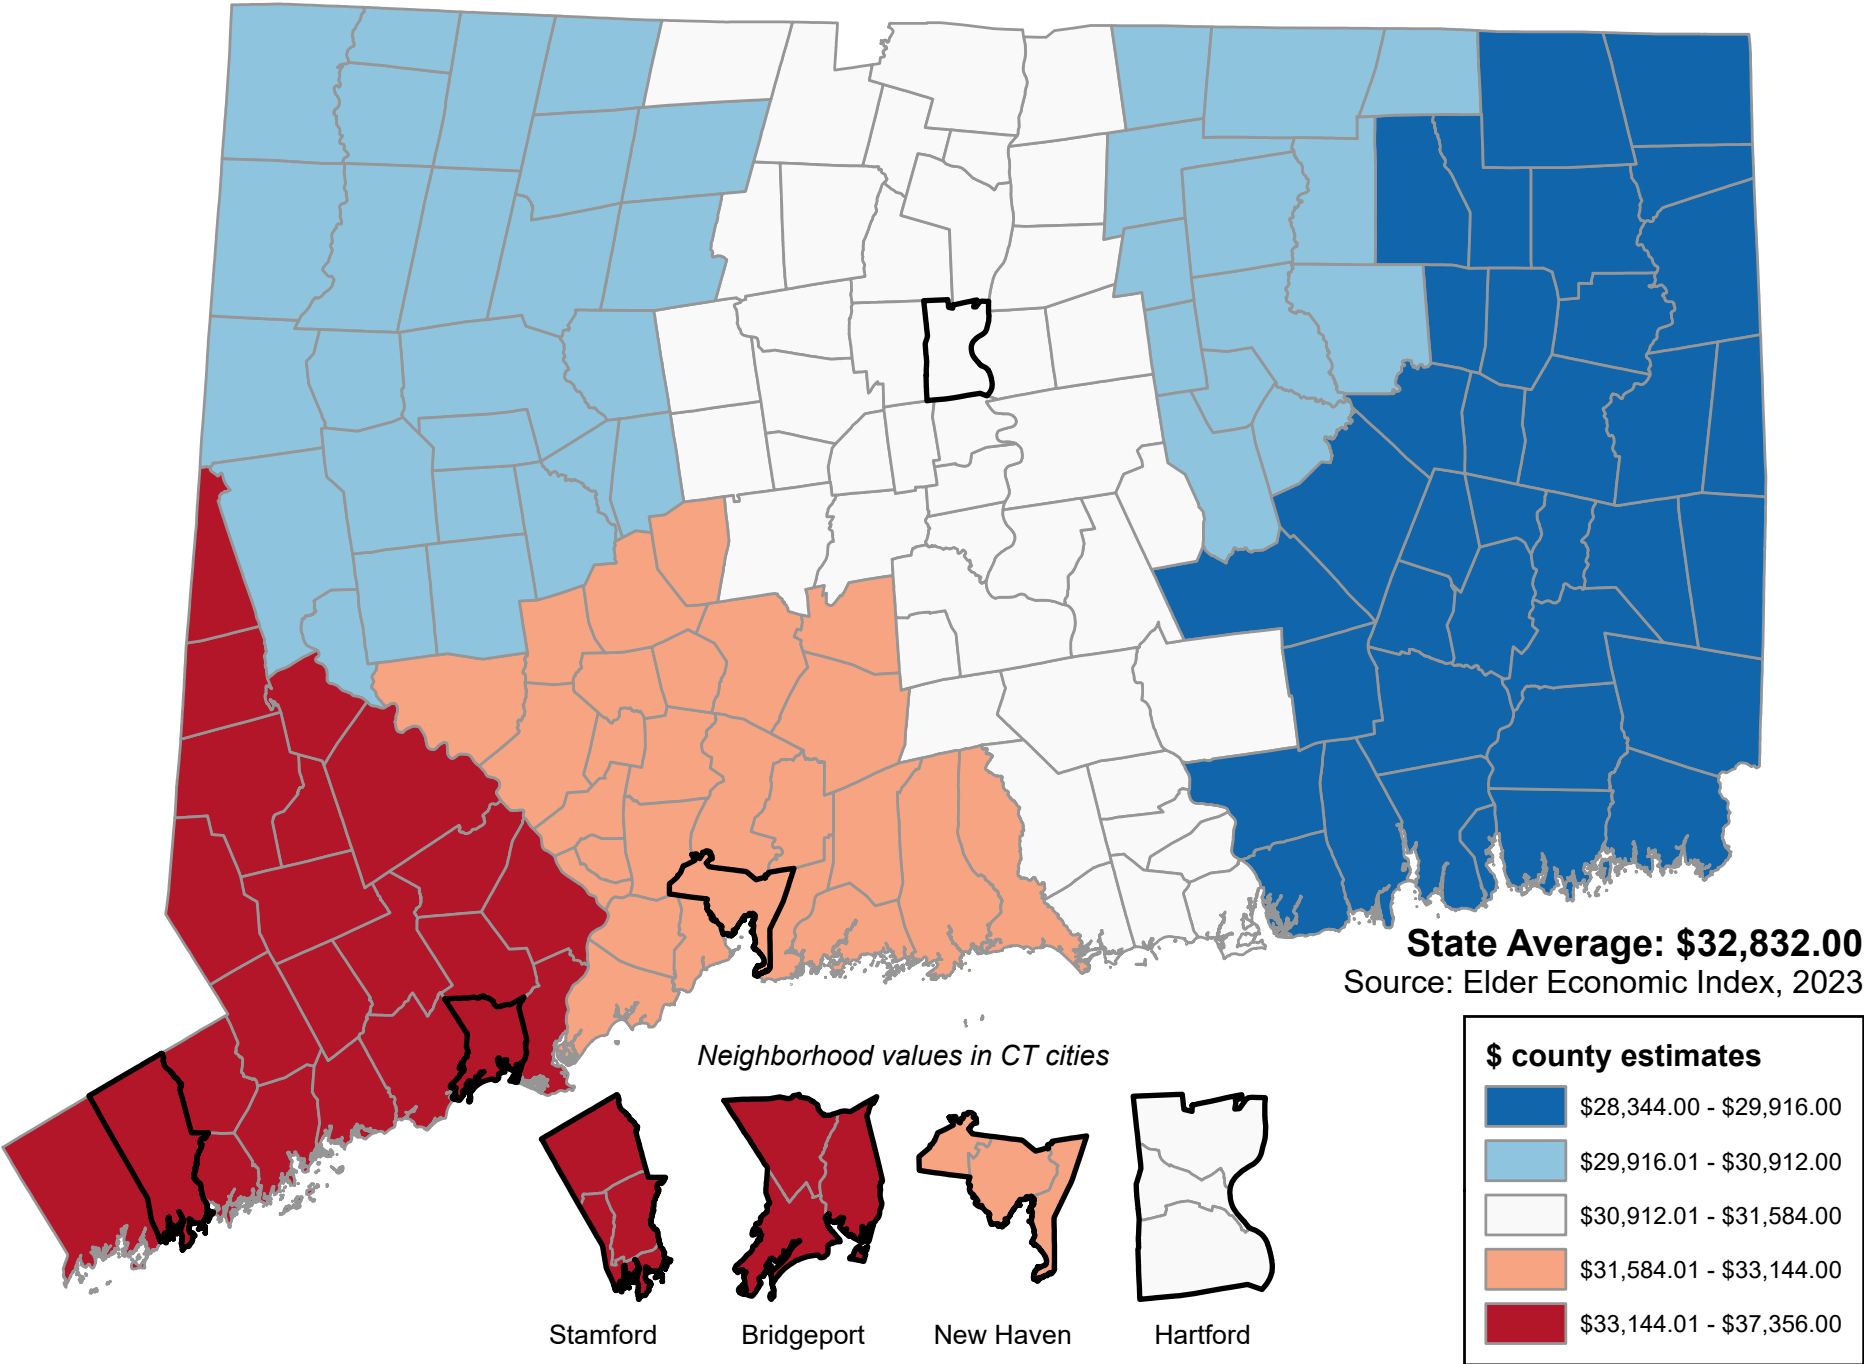 State Average: $32,832.00
Source: Elder Economic Index, 2023
Neighborhood values in CT cities
$ county estimates
$28,344.00 - $29,916.00
$29,916.01 - $30,912.00
$30,912.01 - $31,584.00
$31,584.01 - $33,144.00
$33,144.01 - $37,356.00
Stamford
Bridgeport
New Haven
Hartford